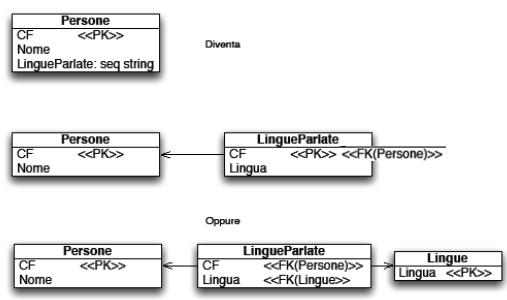 Persone
CF <<PK>>
Nome
LingueParlate: seq string
Diventa
Persone
CF <<PK>>
Nome
LingueParlate
CF <<PK>> <<FK(Persone)>>
Lingua
Oppure
Persone
CF <<PK>>
Nome
LingueParlate
CF <<FK(Persone)>>
Lingua <<FK(Lingue>>
Lingue
Lingua <<PK>>